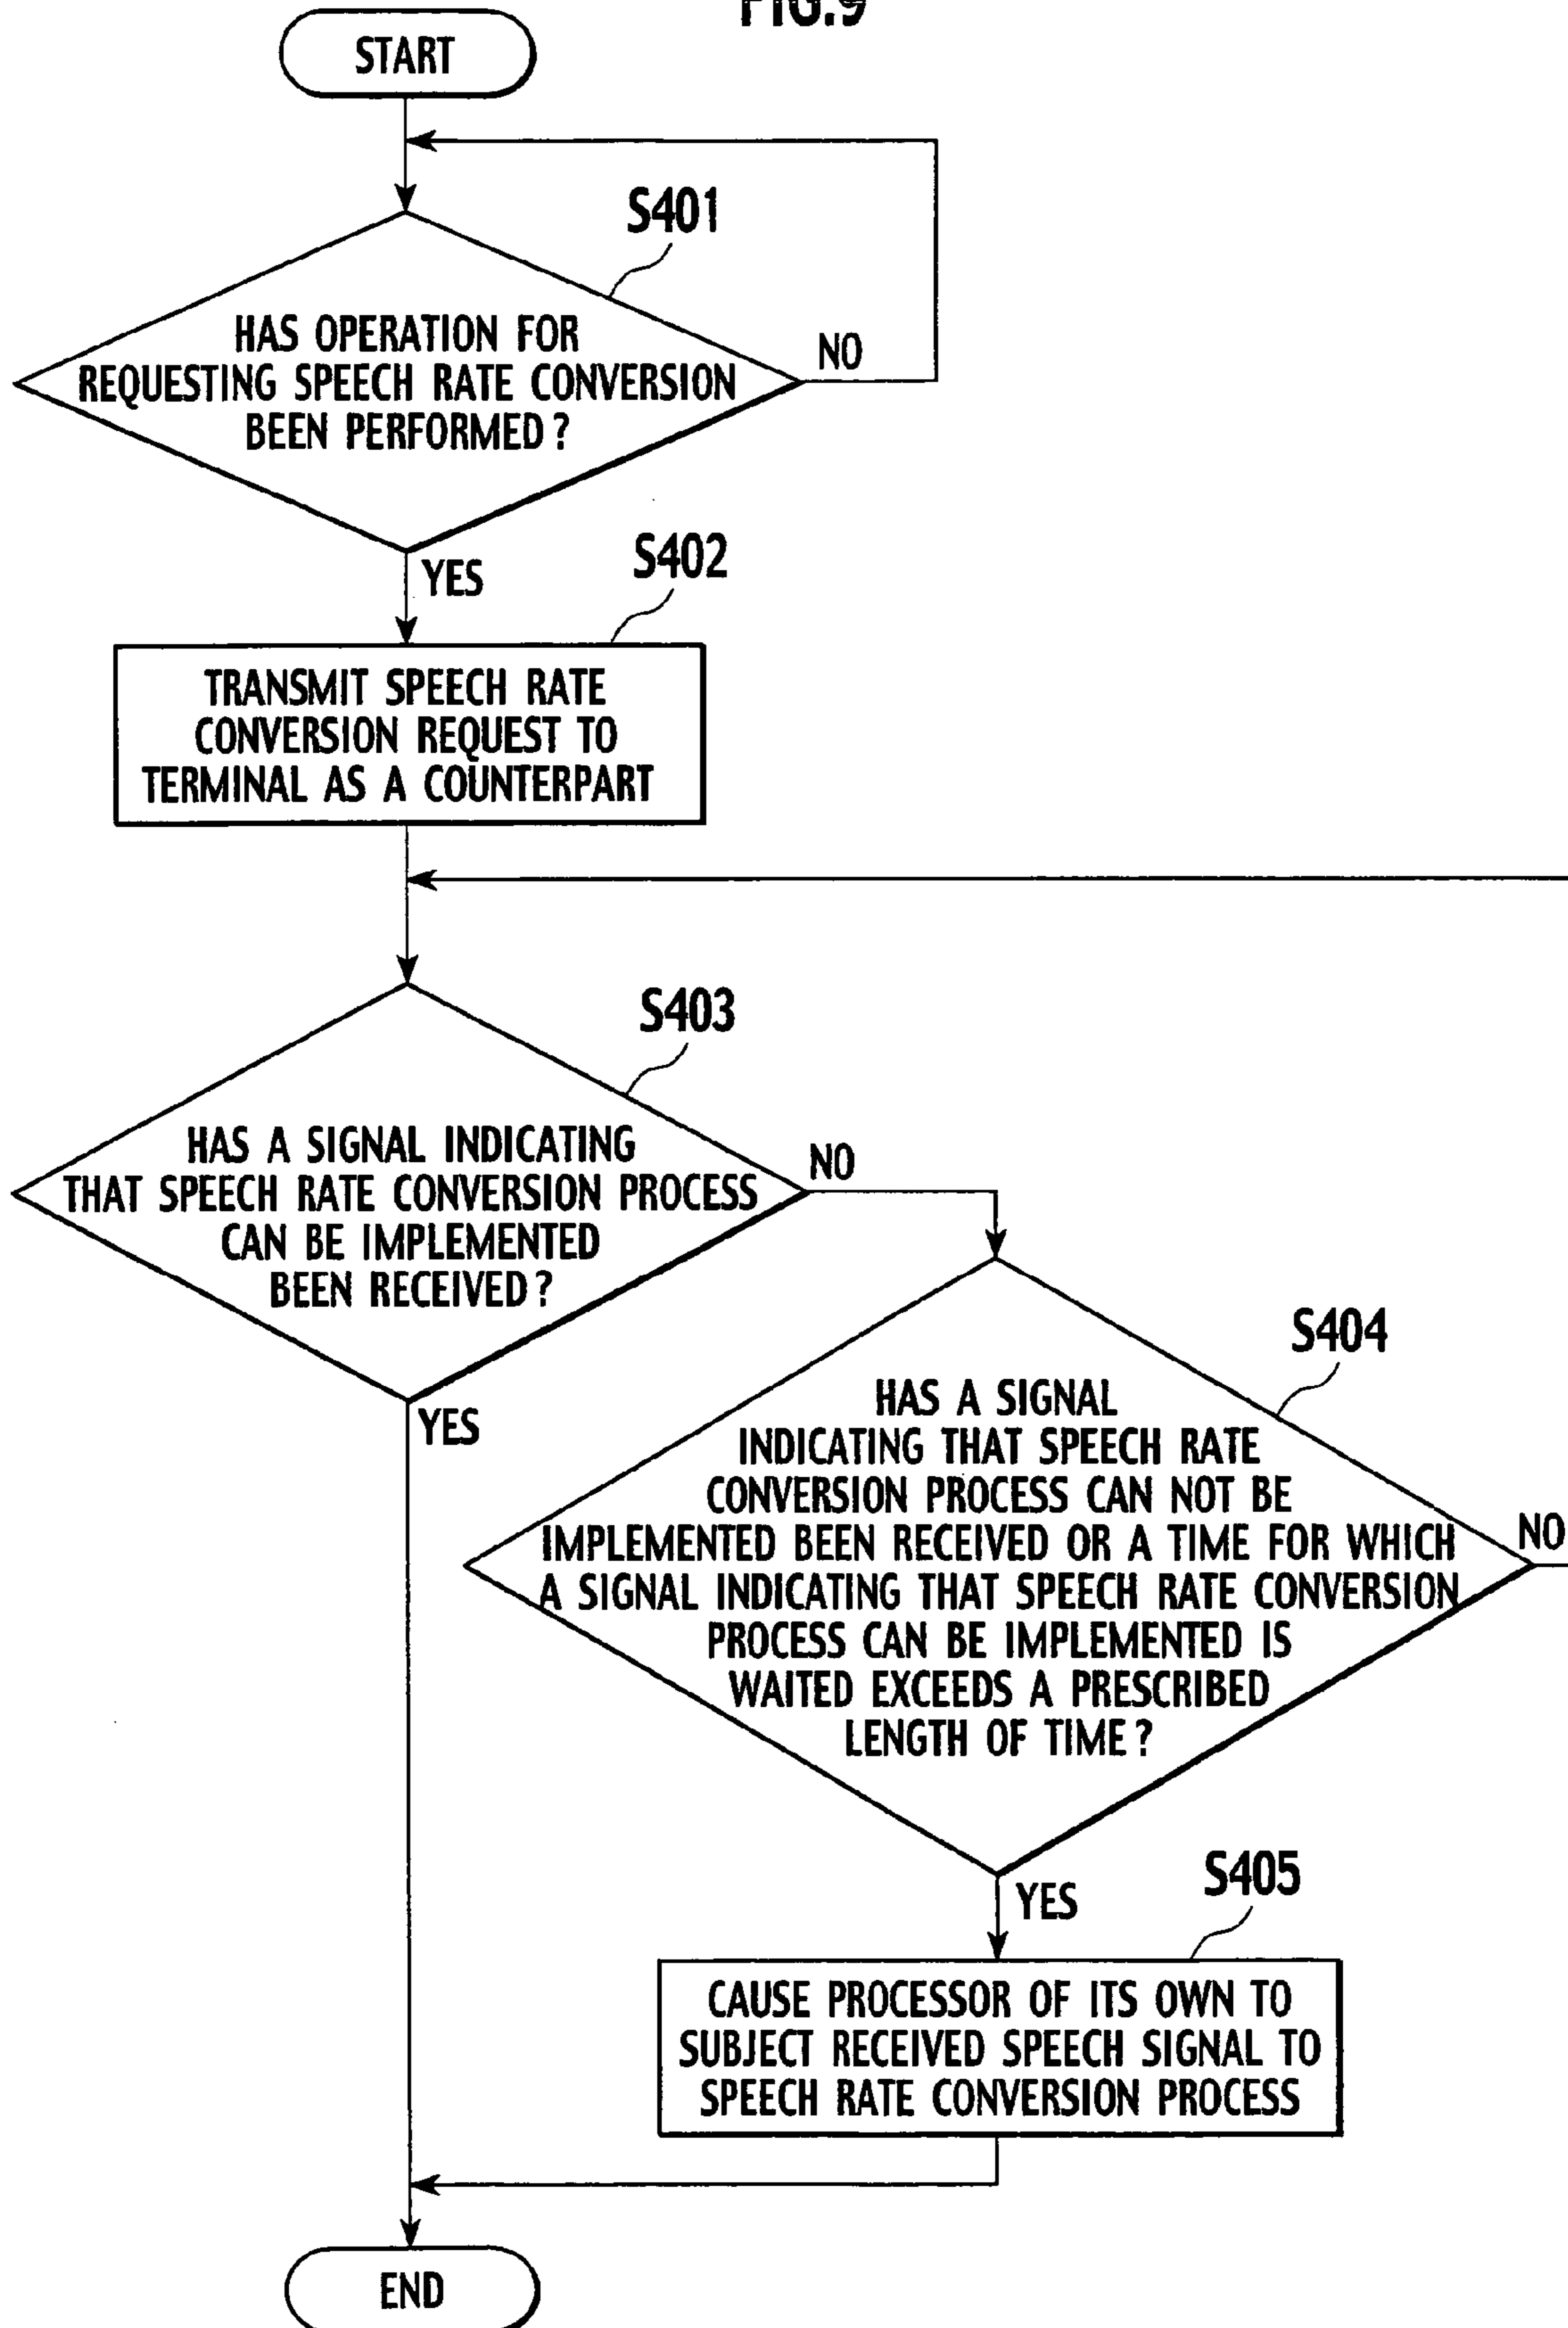 FIG.9
START
S401
HAS OPERATION FOR
REQUESTING SPEECH RATE CONVERSION
BEEN PERFORMED?
NO
YES
S402
TRANSMIT SPEECH RATE
CONVERSION REQUEST TO
TERMINAL AS A COUNTERPART
S403
HAS A SIGNAL INDICATING
THAT SPEECH RATE CONVERSION PROCESS
CAN BE IMPLEMENTED
BEEN RECEIVED?
NO
YES
S404
HAS A SIGNAL
INDICATING THAT SPEECH RATE
CONVERSION PROCESS CAN NOT BE
IMPLEMENTED BEEN RECEIVED OR A TIME FOR WHICH
A SIGNAL INDICATING THAT SPEECH RATE CONVERSION
PROCESS CAN BE IMPLEMENTED IS
WAITED EXCEEDS A PRESCRIBED
LENGTH OF TIME?
NO
YES
S405
CAUSE PROCESSOR OF ITS OWN TO
SUBJECT RECEIVED SPEECH SIGNAL TO
SPEECH RATE CONVERSION PROCESS
END